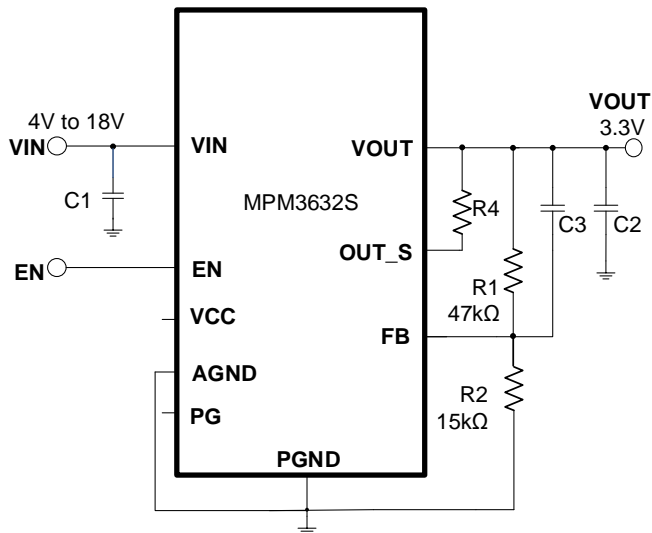 VOUT
4V to 18V
3.3V
VIN
VIN
VOUT
C1
MPM3632S
R4
C3
C2
OUT_S
EN
EN
R1
47kΩ
VCC
FB
AGND
R2
15kΩ
PG
PGND